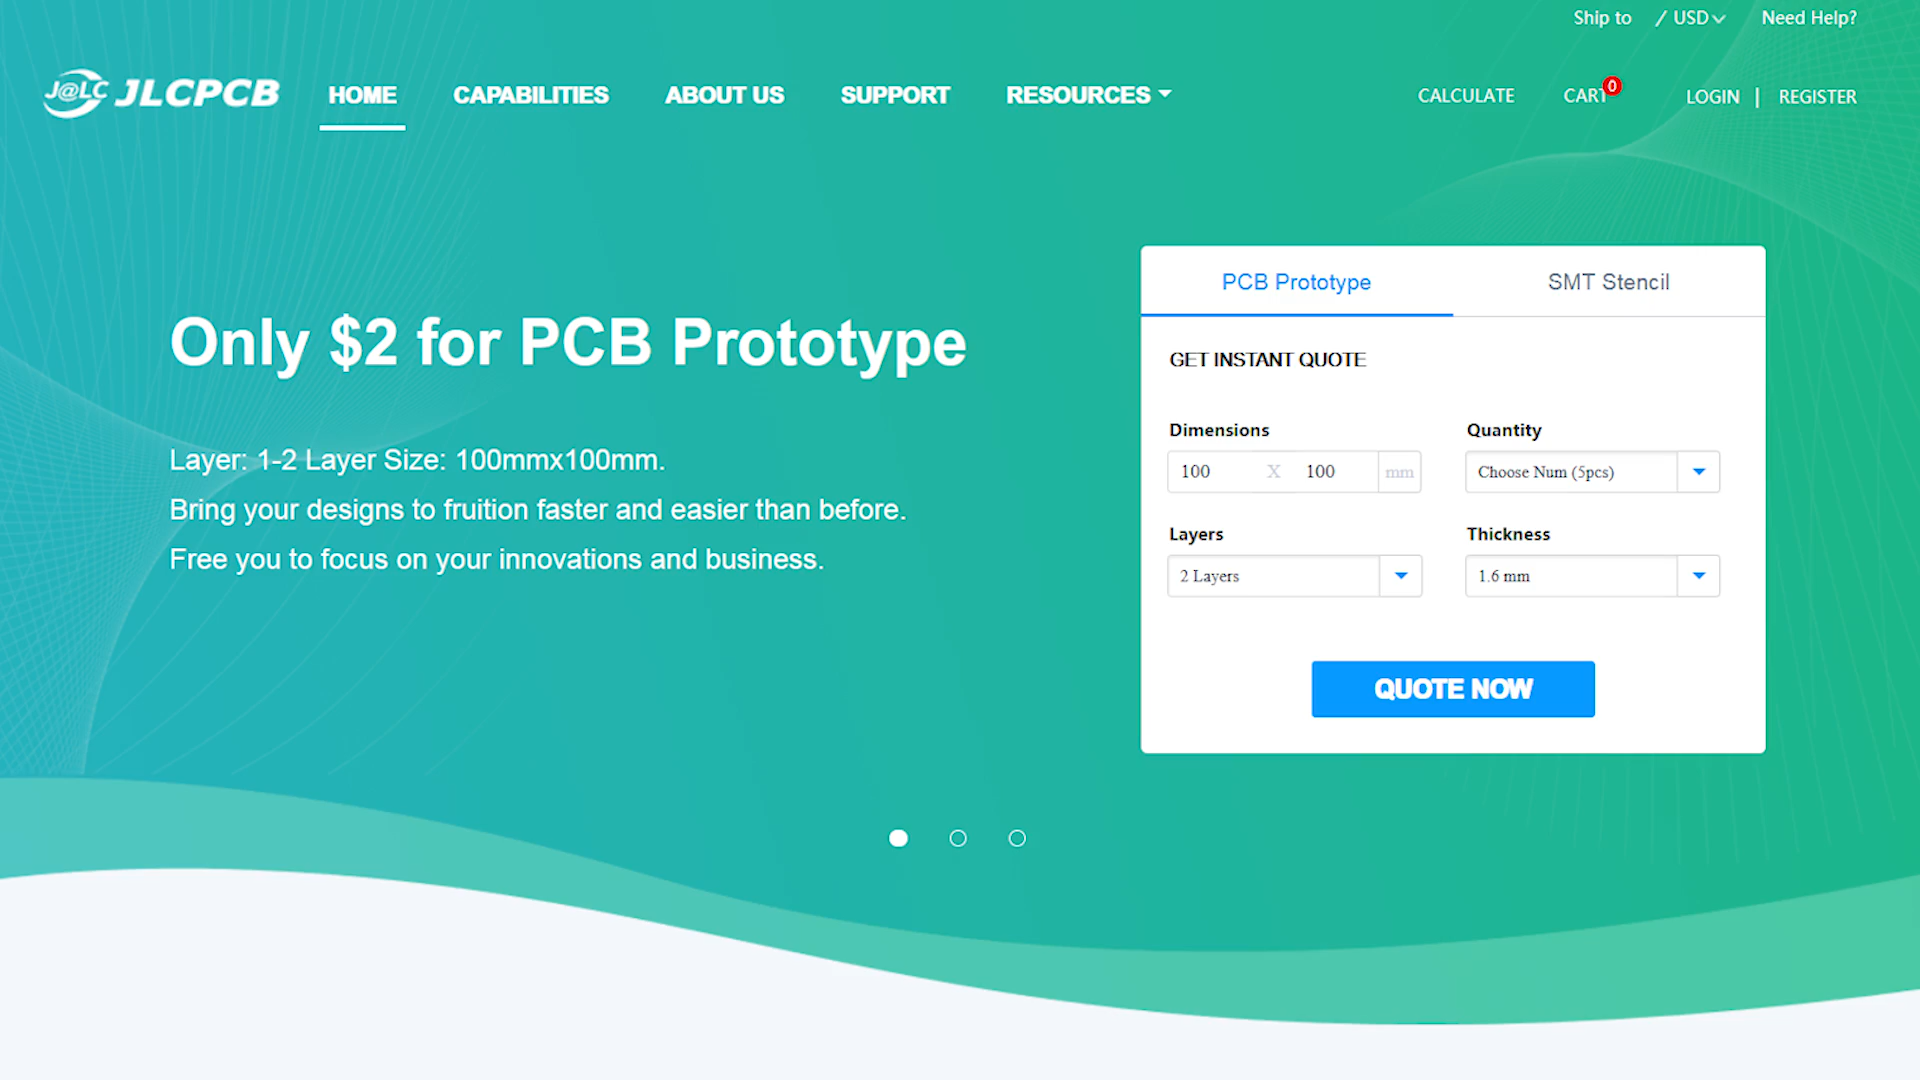 Ship to / USD Need Help?
J@LC JLCPCB HOME CAPABILITIES ABOUT US SUPPORT RESOURCES CALCULATE CART 0 LOGIN | REGISTER
PCB Prototype SMT Stencil
Only $2 for PCB Prototype
GET INSTANT QUOTE
Layer: 1-2 Layer Size: 100mmx100mm.
Bring your designs to fruition faster and easier than before.
Free you to focus on your innovations and business.
Dimensions Quantity
100 X 100 mm Choose Num (5pcs)
Layers Thickness
2 Layers 1.6 mm
QUOTE NOW